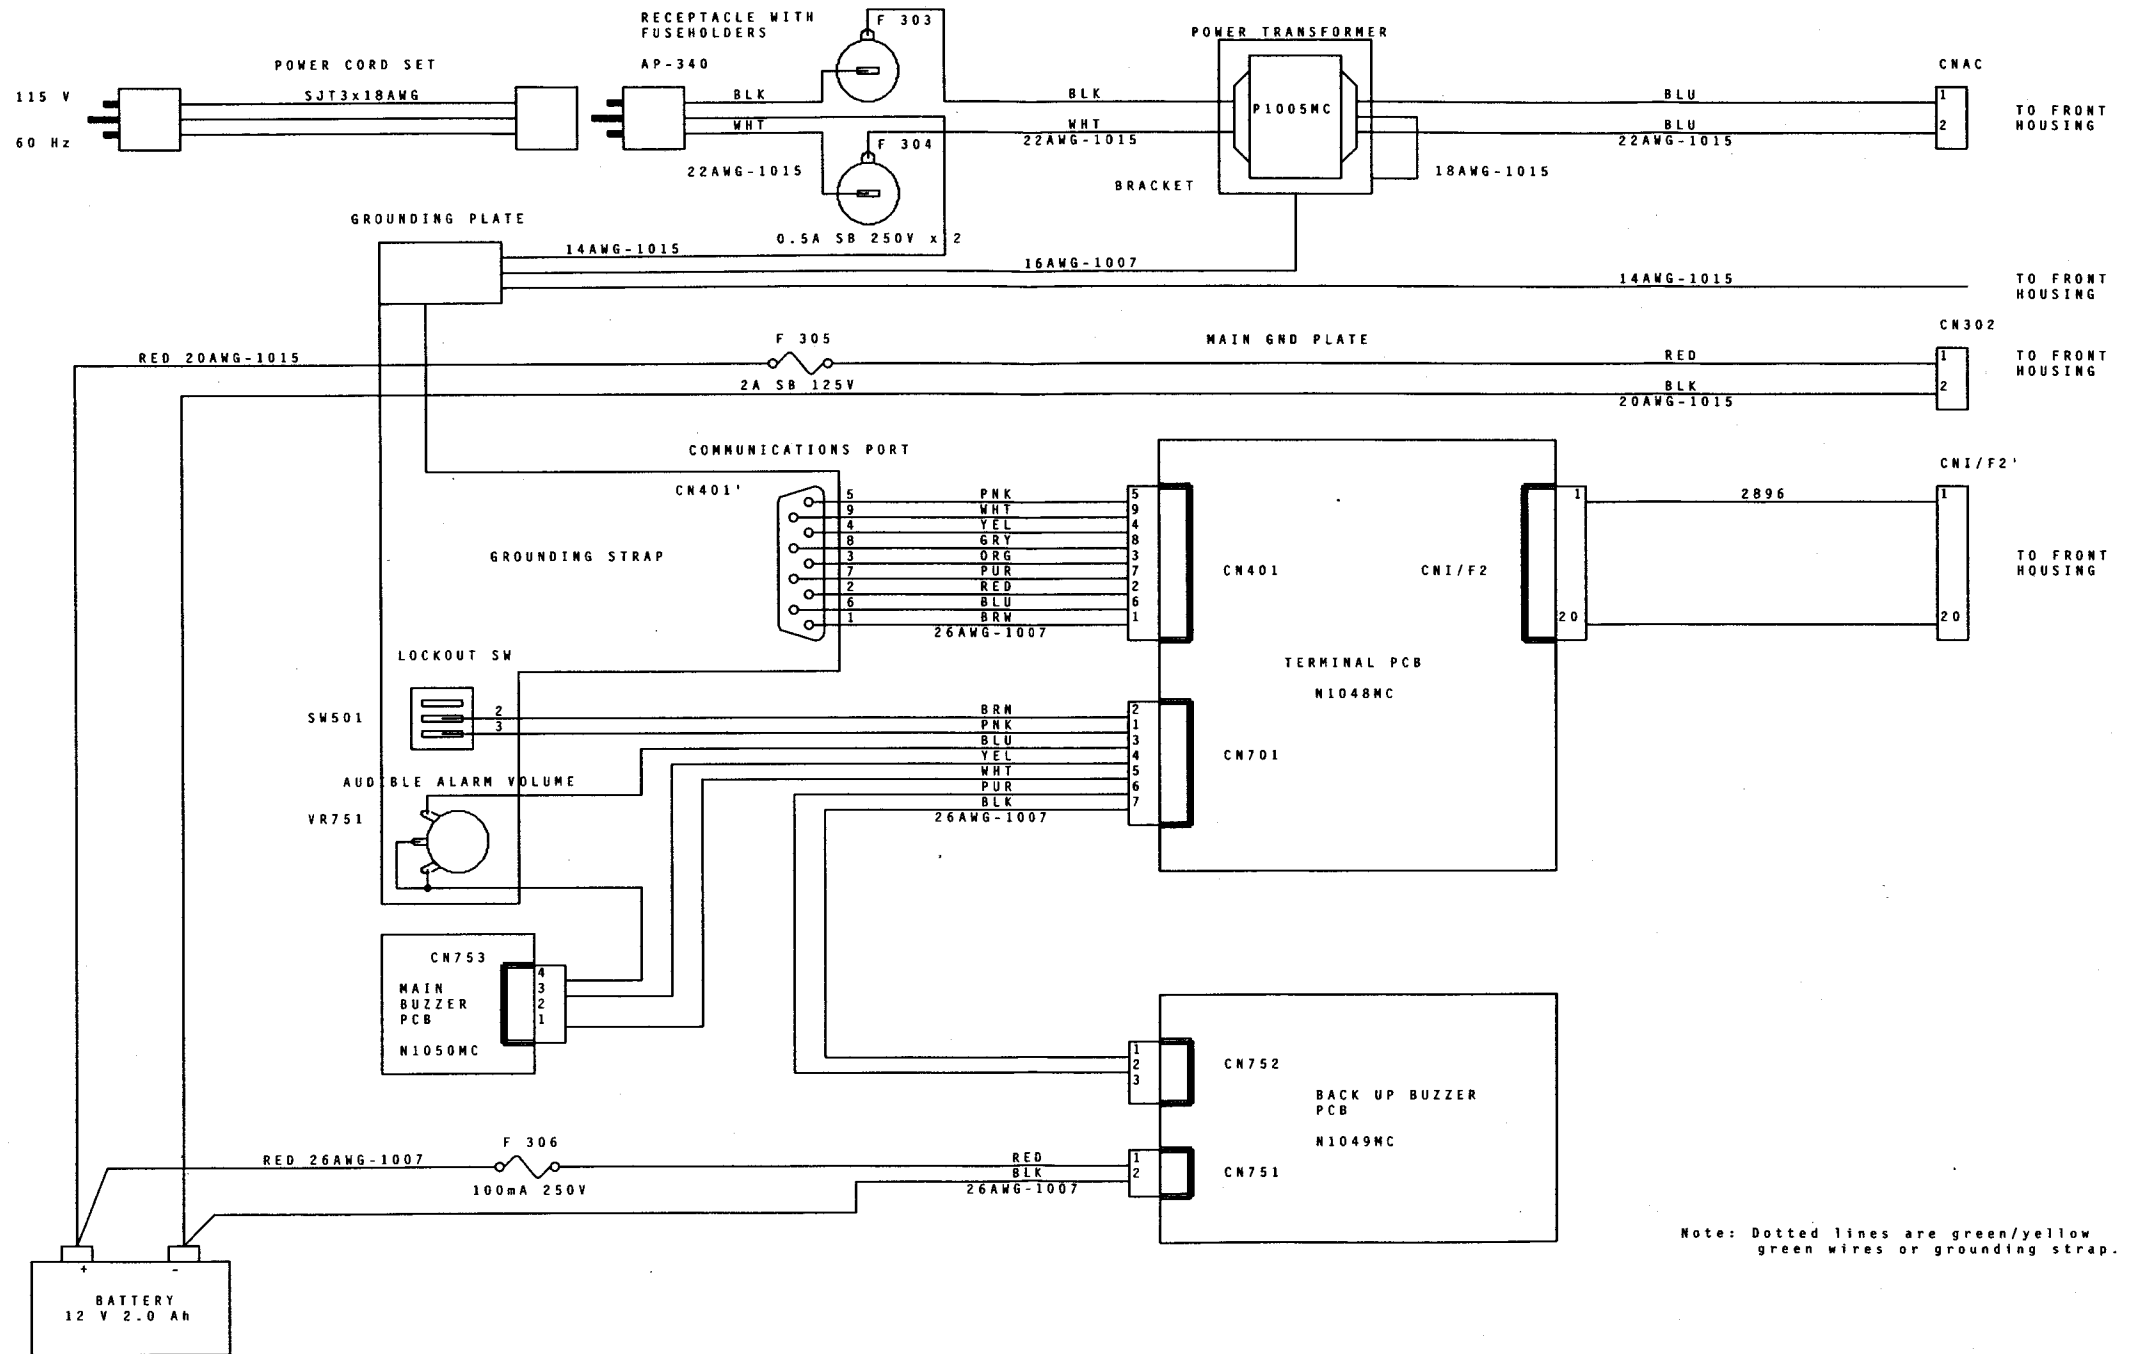 RECEPTACLE WITH
FUSEHOLDERS
AP-340
F 303
POWER TRANSFORMER
CNAC
POWER CORD SET
SJT3x18AWG
115 V
60 Hz
BLK
WHT
22AWG-1015
F 304
0.5A SB 250V x 2
BLK
WHT
22AWG-1015
P1005MC
BRACKET
BLU
BLU
22AWG-1015
18AWG-1015
1
2
TO FRONT
HOUSING
GROUNDING PLATE
14AWG-1015
16AWG-1007
14AWG-1015
TO FRONT
HOUSING
CN302
RED 20AWG-1015
F 305
2A SB 125V
MAIN GND PLATE
RED
BLK
20AWG-1015
1
2
TO FRONT
HOUSING
COMMUNICATIONS PORT
CN401'
GROUNDING STRAP
5 PNK 5
9 WHT 9
4 YEL 4
8 GRY 8
3 ORG 3
7 PUR 7
2 RED 2
6 BLU 6
1 BRW 1
26AWG-1007
CN401
CNI/F2
1
20
2896
CNI/F2'
1
20
TO FRONT
HOUSING
TERMINAL PCB
N1048MC
LOCKOUT SW
SW501
2
3
BRN 2
PNK 1
BLU 3
YEL 4
WHT 5
PUR 6
BLK 7
26AWG-1007
CN701
AUDIBLE ALARM VOLUME
VR751
CN753
MAIN
BUZZER
PCB
N1050MC
4
3
2
1
1
2
3
CN752
BACK UP BUZZER
PCB
N1049MC
RED 26AWG-1007
F 306
100mA 250V
RED
BLK
26AWG-1007
1
2
CN751
Note: Dotted lines are green/yellow
green wires or grounding strap.
+
-
BATTERY
12 V 2.0 Ah